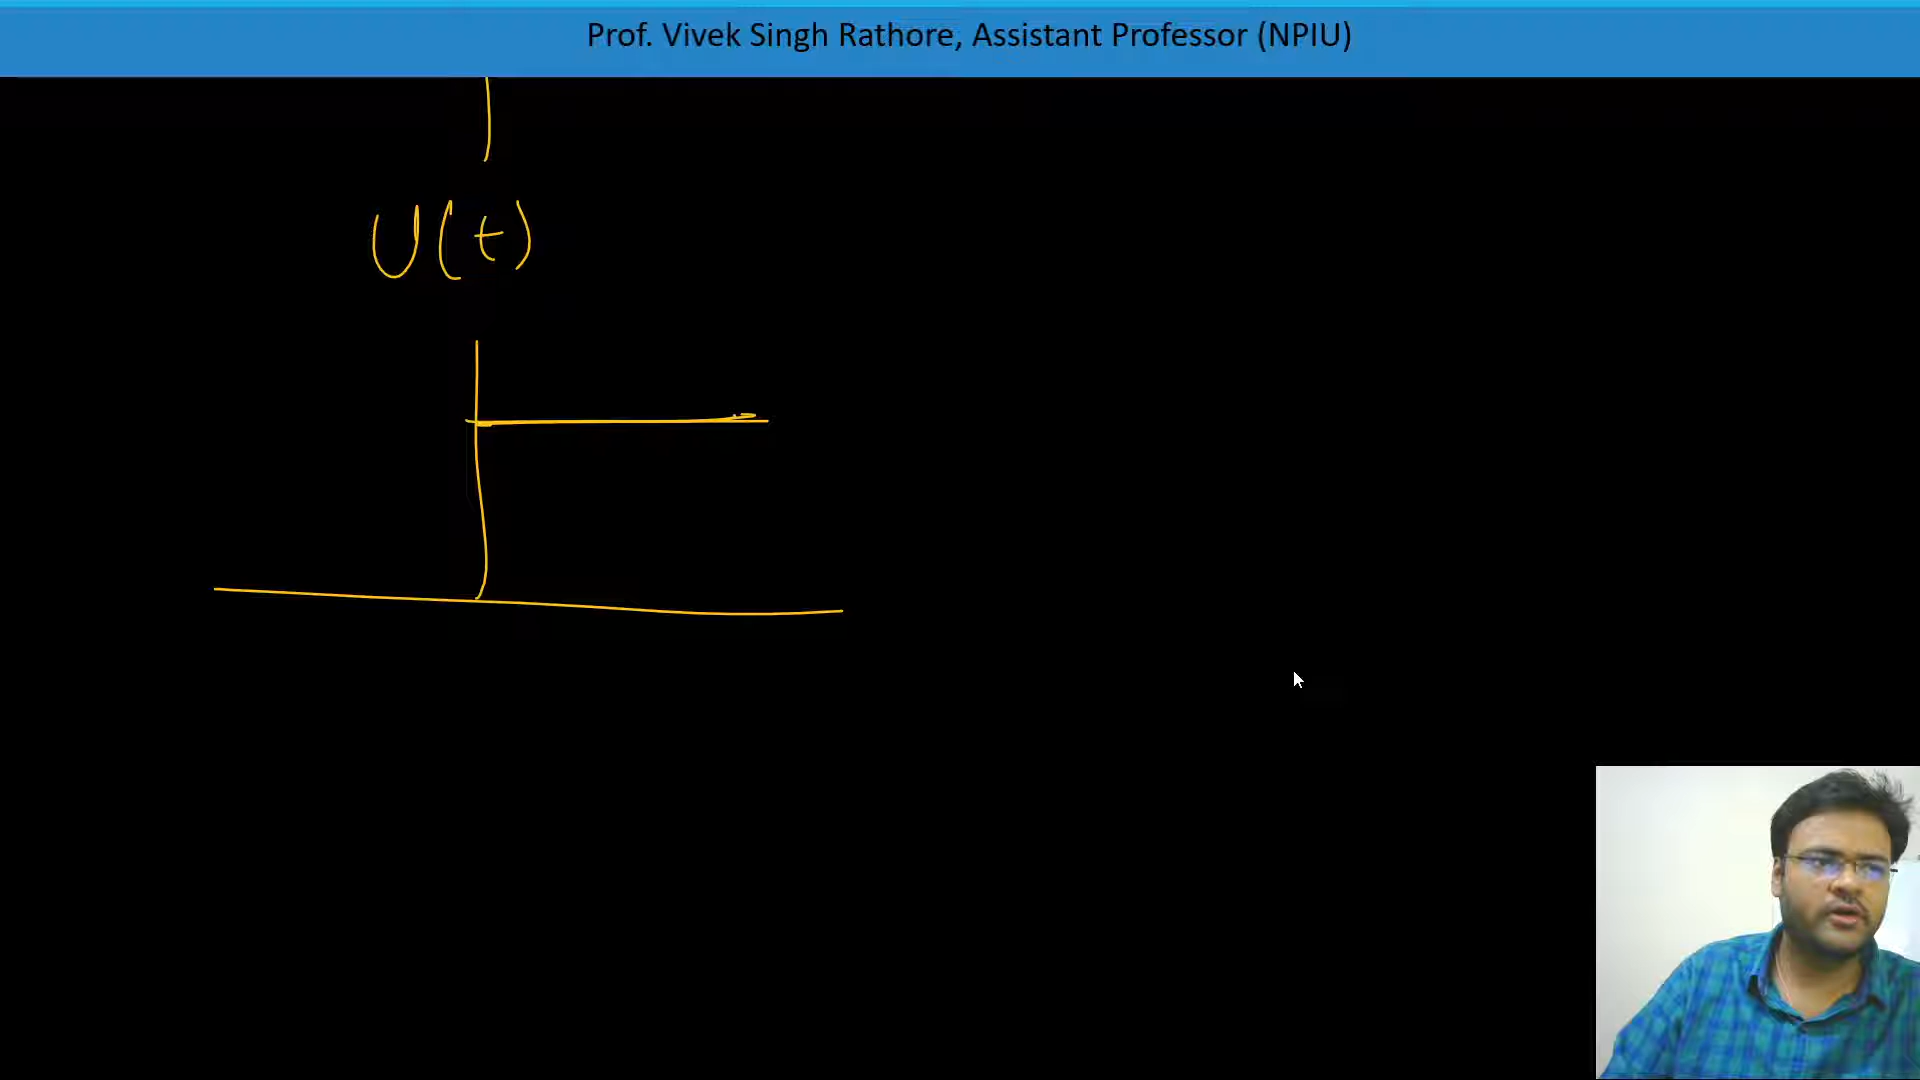 Prof. Vivek Singh Rathore, Assistant Professor (NPIU)
U(t)